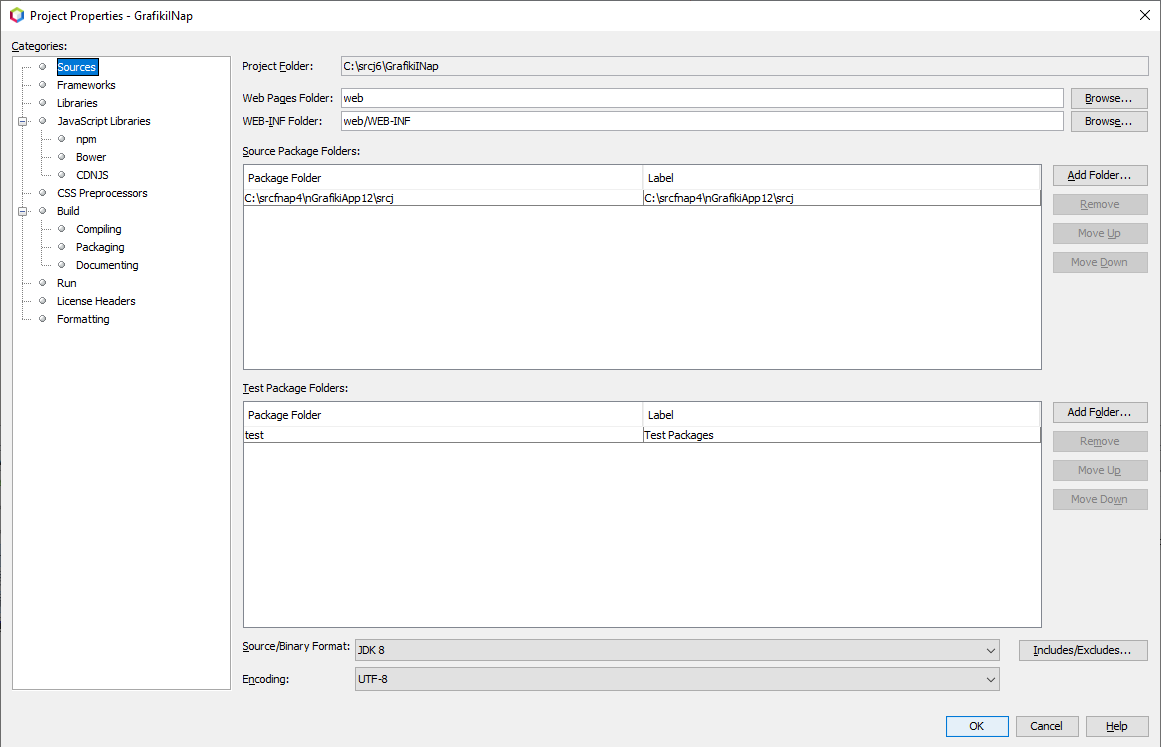 Project Properties - GrafikiINap
Categories:
Sources
Frameworks
Libraries
JavaScript Libraries
npm
Bower
CDNJS
CSS Preprocessors
Build
Compiling
Packaging
Documenting
Run
License Headers
Formatting
Project Folder: C:\srcj6\GrafikiINap
Web Pages Folder: web Browse...
WEB-INF Folder: web/WEB-INF Browse...
Source Package Folders:
Package Folder Label
C:\srcfnap4\nGrafikiApp12\srcj C:\srcfnap4\nGrafikiApp12\srcj
Add Folder...
Remove
Move Up
Move Down
Test Package Folders:
Package Folder Label
test Test Packages
Add Folder...
Remove
Move Up
Move Down
Source/Binary Format: JDK 8 Includes/Excludes...
Encoding: UTF-8
OK Cancel Help